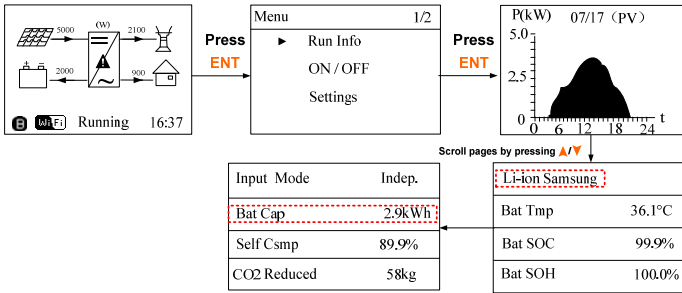 (W)
5000
2100
2000
900
WiFi Running 16:37
Press
ENT
Menu 1/2
► Run Info
ON / OFF
Settings
Press
ENT
P(kW) 07/17 (PV)
5.0
2.5
0
0 6 12 18 24 t
Scroll pages by pressing ▲/▼
Li-ion Samsung
Bat Tmp 36.1°C
Bat SOC 99.9%
Bat SOH 100.0%
Input Mode Indep.
Bat Cap 2.9kWh
Self Csmp 89.9%
CO2 Reduced 58kg